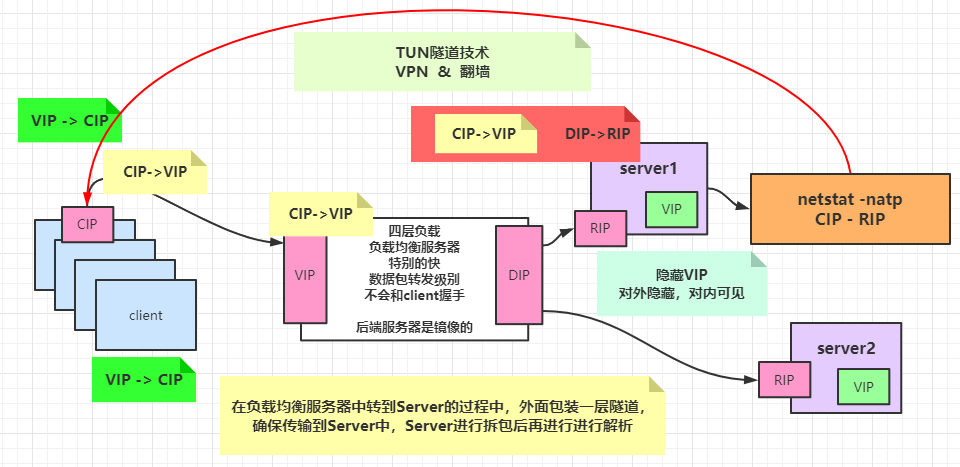 TUN隧道技术
VPN & 翻墙
VIP -> CIP
CIP->VIP
DIP->RIP
CIP->VIP
server1
VIP
RIP
netstat -natp
CIP - RIP
CIP
CIP->VIP
四层负载
负载均衡服务器
特别的快
数据包转发级别
不会和client握手
后端服务器是镜像的
VIP
DIP
隐藏VIP
对外隐藏，对内可见
client
server2
RIP
VIP
VIP -> CIP
在负载均衡服务器中转到Server的过程中，外面包装一层隧道，
确保传输到Server中，Server进行拆包后再进行进行解析